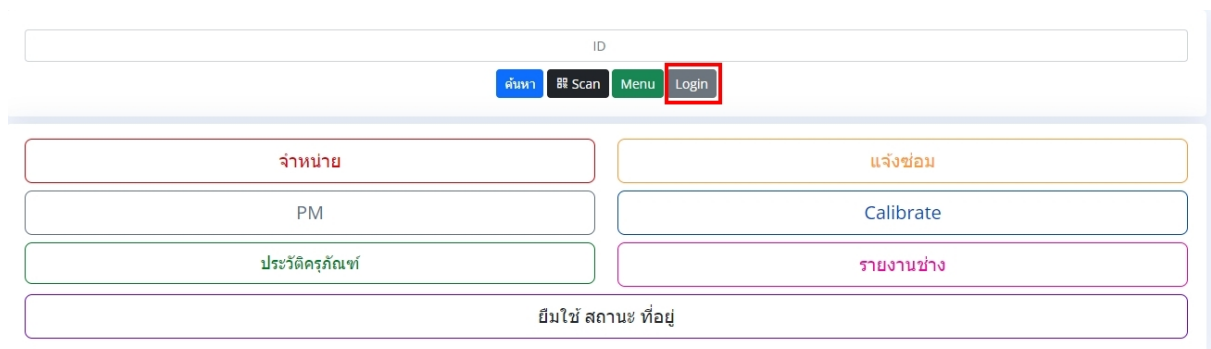 ID
ค้นหา Scan Menu Login
จำหน่าย แจ้งซ่อม
PM Calibrate
ประวัติครุภัณฑ์ รายงานช่าง
ยืมใช้ สถานะ ที่อยู่